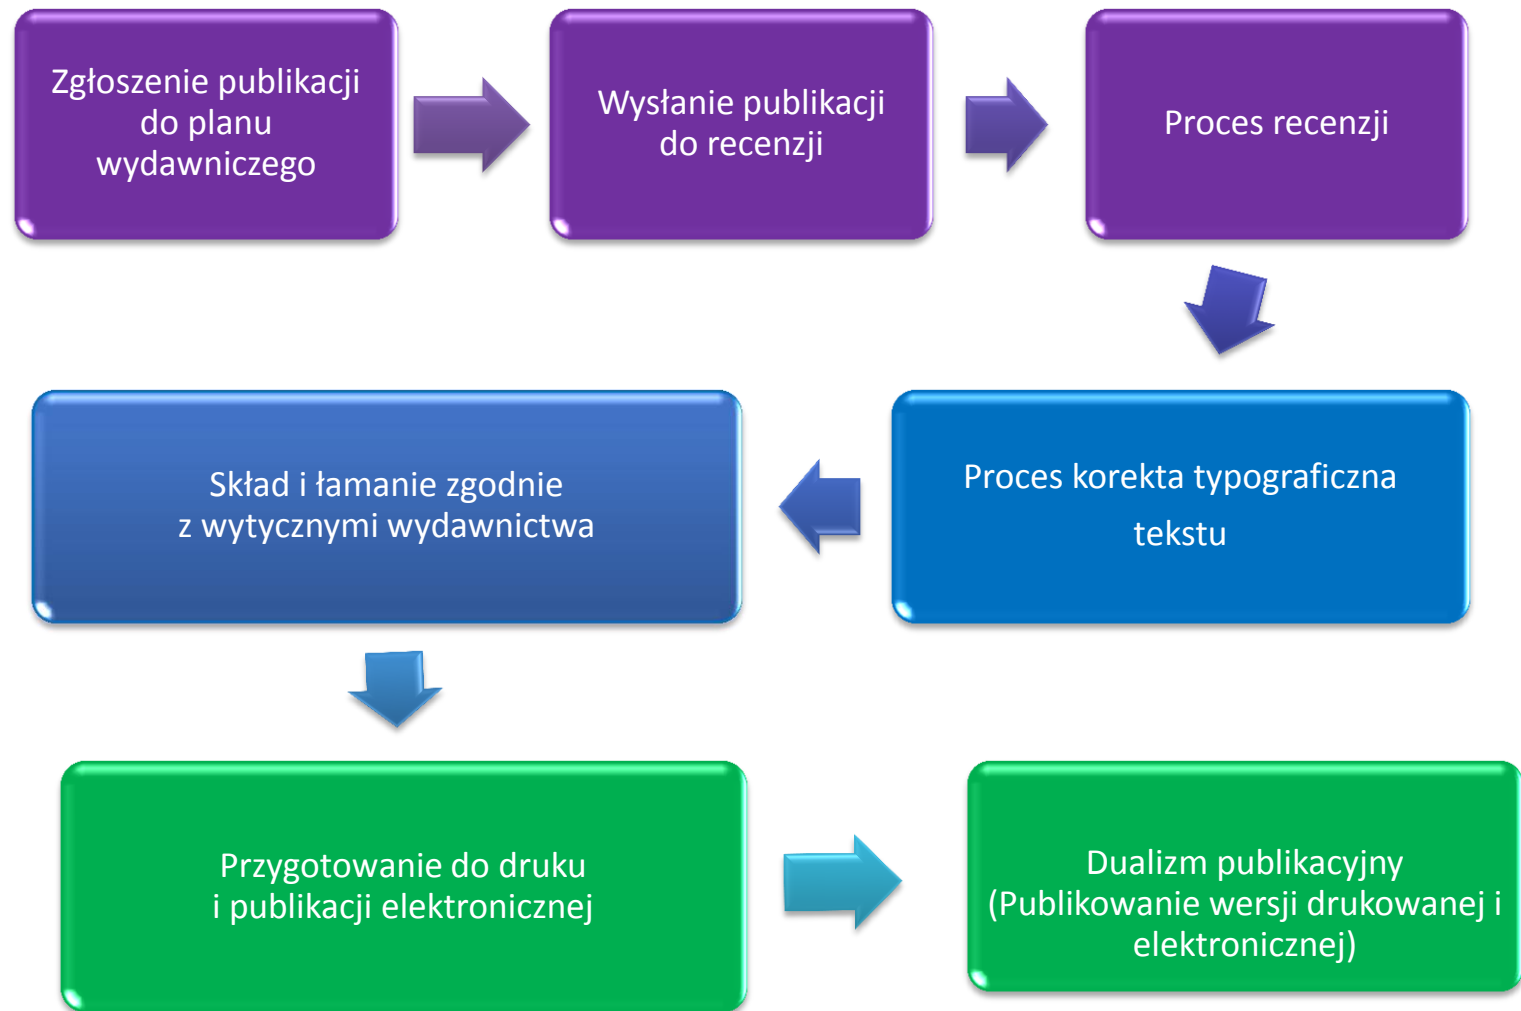 Zgłoszenie publikacji
do planu
wydawniczego
Wysłanie publikacji
do recenzji
Proces recenzji
Proces korekta typograficzna
tekstu
Skład i łamanie zgodnie
z wytycznymi wydawnictwa
Przygotowanie do druku
i publikacji elektronicznej
Dualizm publikacyjny
(Publikowanie wersji drukowanej i
elektronicznej)